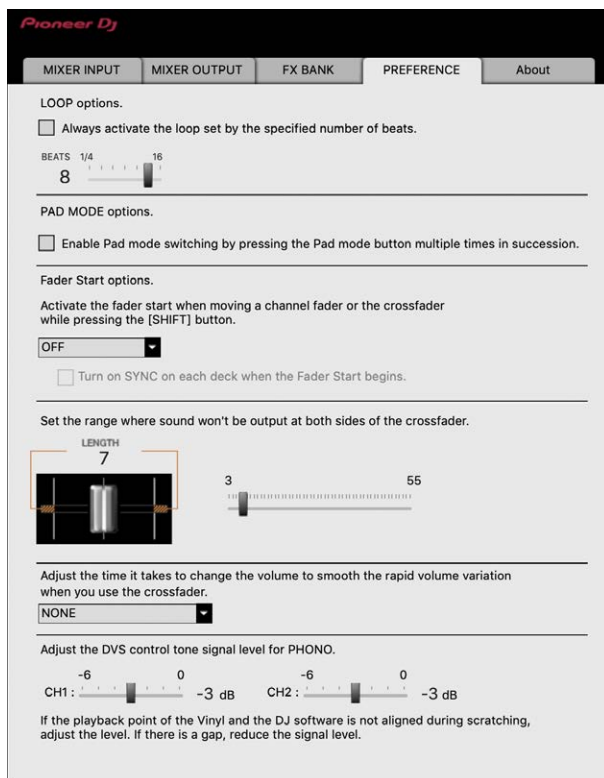 Pioneer Dj
MIXER INPUT MIXER OUTPUT FX BANK PREFERENCE About
LOOP options.
Always activate the loop set by the specified number of beats.
BEATS 1/4 16
8
PAD MODE options.
Enable Pad mode switching by pressing the Pad mode button multiple times in succession.
Fader Start options.
Activate the fader start when moving a channel fader or the crossfader
while pressing the [SHIFT] button.
OFF
Turn on SYNC on each deck when the Fader Start begins.
Set the range where sound won't be output at both sides of the crossfader.
LENGTH
7
3 55
Adjust the time it takes to change the volume to smooth the rapid volume variation
when you use the crossfader.
NONE
Adjust the DVS control tone signal level for PHONO.
-6 0 -6 0
CH1 : -3 dB CH2 : -3 dB
If the playback point of the Vinyl and the DJ software is not aligned during scratching,
adjust the level. If there is a gap, reduce the signal level.